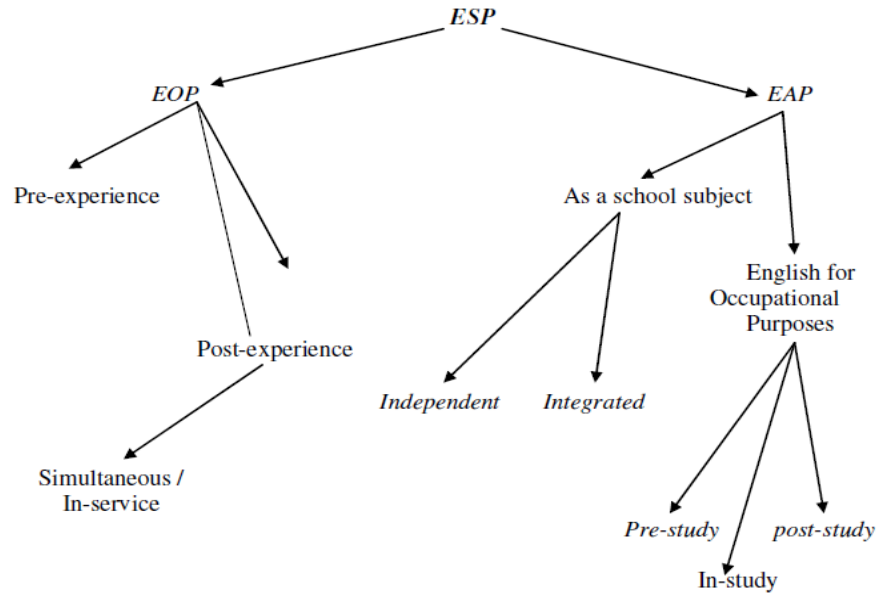 ESP
EOP
EAP
Pre-experience
As a school subject
English for
Occupational
Purposes
Post-experience
Independent
Integrated
Simultaneous /
In-service
Pre-study
post-study
In-study